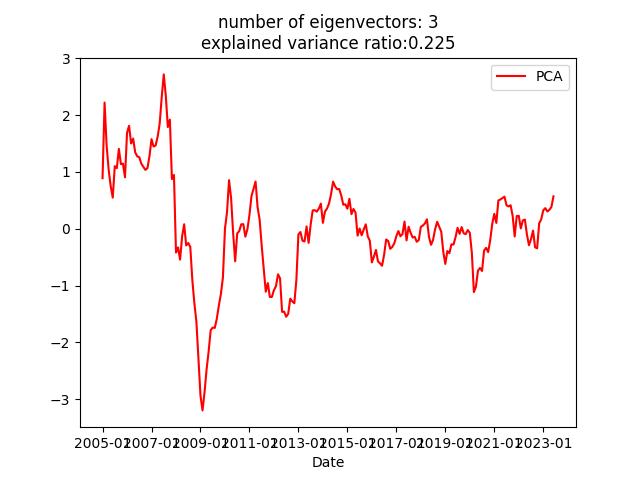 number of eigenvectors: 3
explained variance ratio:0.225
PCA
3
2
1
0
−1
−2
−3
2005-01 2007-01 2009-01 2011-01 2013-01 2015-01 2017-01 2019-01 2021-01 2023-01
Date